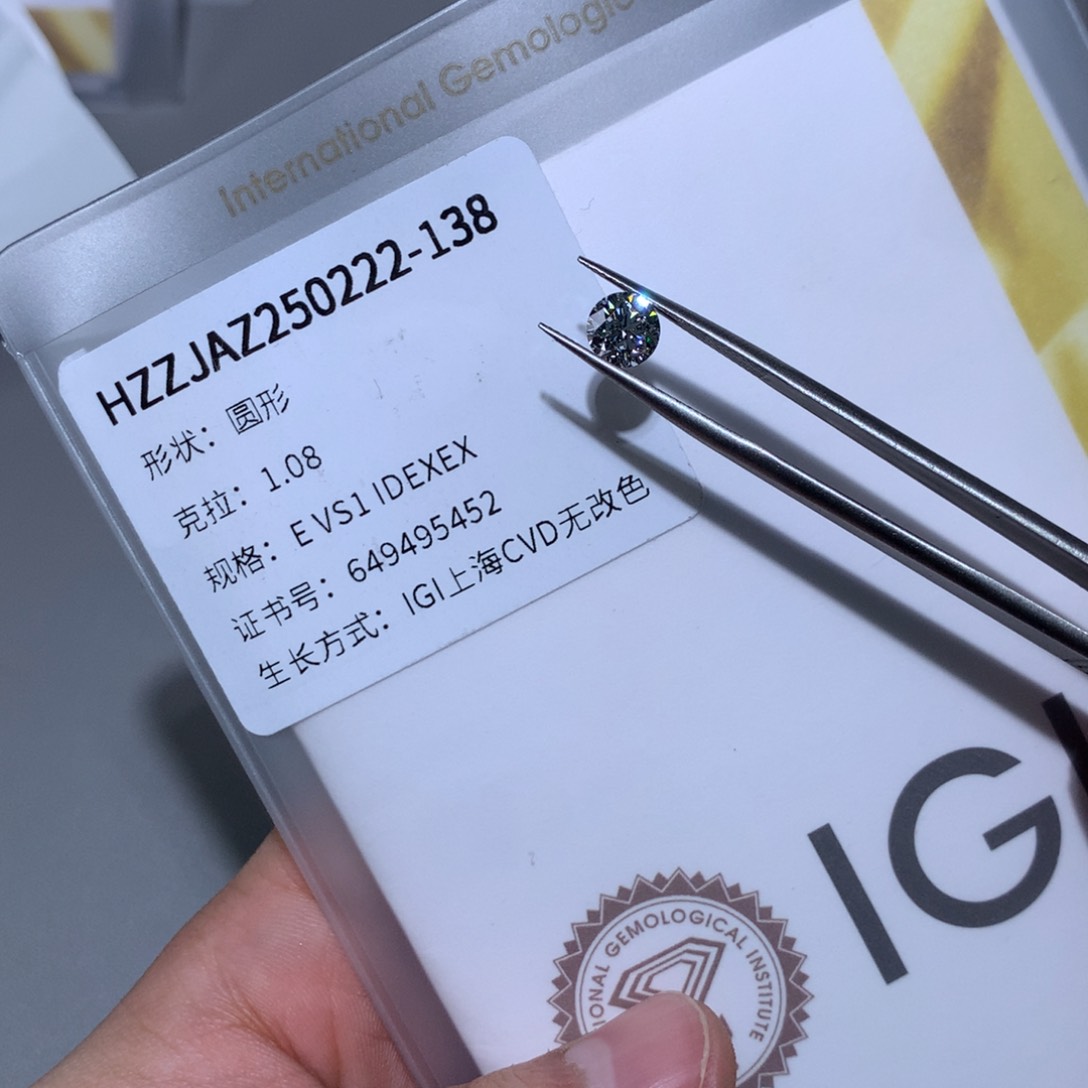 International Gemologic
HZZJAZ250222-138
形状：圆形
克拉：1.08
规格：E VS1 IDEXEX
证书号：649495452
生长方式：IGI上海CVD无改色
IGI
IONAL GEMOLOGICAL INSTITUTE